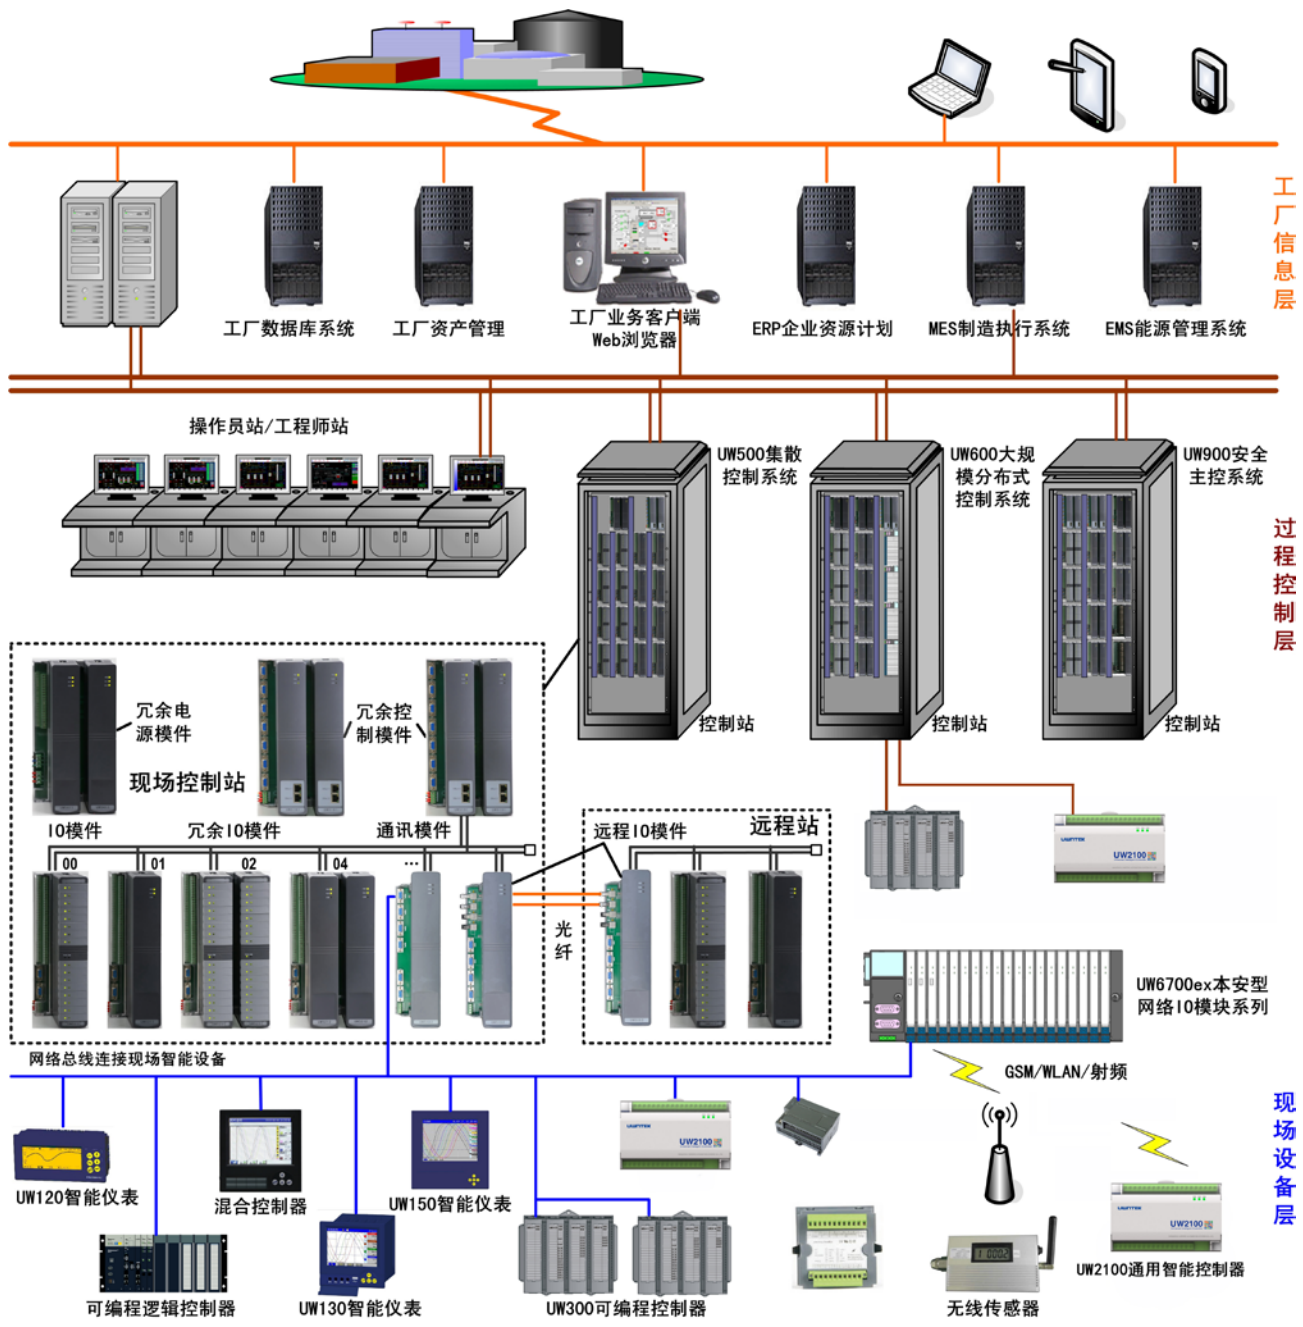 工厂信息层
工厂数据库系统
工厂资产管理
工厂业务客户端
Web浏览器
ERP企业资源计划
MES制造执行系统
EMS能源管理系统
操作员站/工程师站
UW500集散
控制系统
UW600大规
模分布式
控制系统
UW900安全
主控系统
过程控制层
控制站
控制站
控制站
冗余电
源模件
冗余控
制模件
现场控制站
IO模件
冗余IO模件
通讯模件
远程IO模件
远程站
00
01
02
04
...
光
纤
UW2100
UW6700ex本安型
网络IO模块系列
网络总线连接现场智能设备
GSM/WLAN/射频
现场设备层
UW120智能仪表
混合控制器
UW150智能仪表
UW2100
UW2100
UW2100通用智能控制器
可编程逻辑控制器
UW130智能仪表
UW300可编程控制器
无线传感器